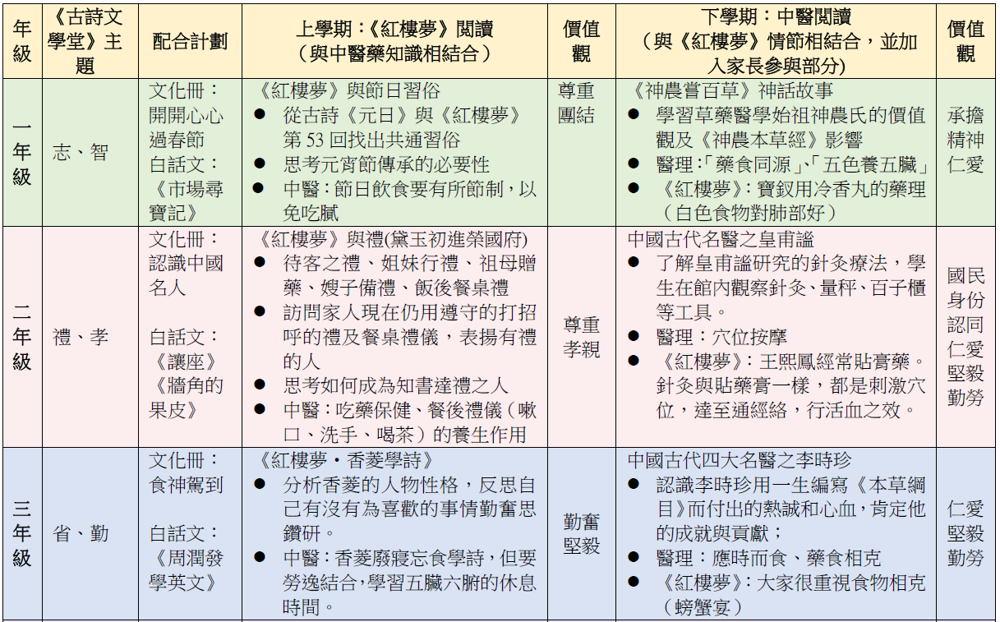 年級
《古詩文學堂》主題
配合計劃
上學期：《紅樓夢》閱讀
（與中醫藥知識相結合）
價值觀
下學期：中醫閱讀
（與《紅樓夢》情節相結合，並加入家長參與部分)
價值觀
一年級
志、智
文化冊：
開開心心
過春節
白話文：
《市場尋
寶記》
《紅樓夢》與節日習俗
● 從古詩《元日》與《紅樓夢》
第 53 回找出共通習俗
● 思考元宵節傳承的必要性
● 中醫：節日飲食要有所節制，以
免吃膩
尊重
團結
《神農嘗百草》神話故事
● 學習草藥醫學始祖神農氏的價值
觀及《神農本草經》影響
● 醫理：「藥食同源」、「五色養五臟」
● 《紅樓夢》：寶釵用冷香丸的藥理
（白色食物對肺部好）
承擔
精神
仁愛
二年級
禮、孝
文化冊：
認識中國
名人
白話文：
《讓座》
《牆角的
果皮》
《紅樓夢》與禮(黛玉初進榮國府)
● 待客之禮、姐妹行禮、祖母贈
藥、嫂子備禮、飯後餐桌禮
● 訪問家人現在仍用遵守的打招
呼的禮及餐桌禮儀，表揚有禮
的人
● 思考如何成為知書達禮之人
● 中醫：吃藥保健、餐後禮儀（嗽
口、洗手、喝茶）的養生作用
尊重
孝親
中國古代名醫之皇甫謐
● 了解皇甫謐研究的針灸療法，學
生在館內觀察針灸、量秤、百子櫃
等工具。
● 醫理：穴位按摩
● 《紅樓夢》：王熙鳳經常貼膏藥。
針灸與貼藥膏一樣，都是刺激穴
位，達至通經絡，行活血之效。
國民
身份
認同
仁愛
堅毅
勤勞
三年級
省、勤
文化冊：
食神駕到
白話文：
《周潤發
學英文》
《紅樓夢・香菱學詩》
● 分析香菱的人物性格，反思自
己有沒有為喜歡的事情勤奮思
鑽研。
● 中醫：香菱廢寢忘食學詩，但要
勞逸結合，學習五臟六腑的休息
時間。
勤奮
堅毅
中國古代四大名醫之李時珍
● 認識李時珍用一生編寫《本草綱
目》而付出的熱誠和心血，肯定他
的成就與貢獻；
● 醫理：應時而食、藥食相克
● 《紅樓夢》：大家很重視食物相克
（螃蟹宴）
仁愛
堅毅
勤勞